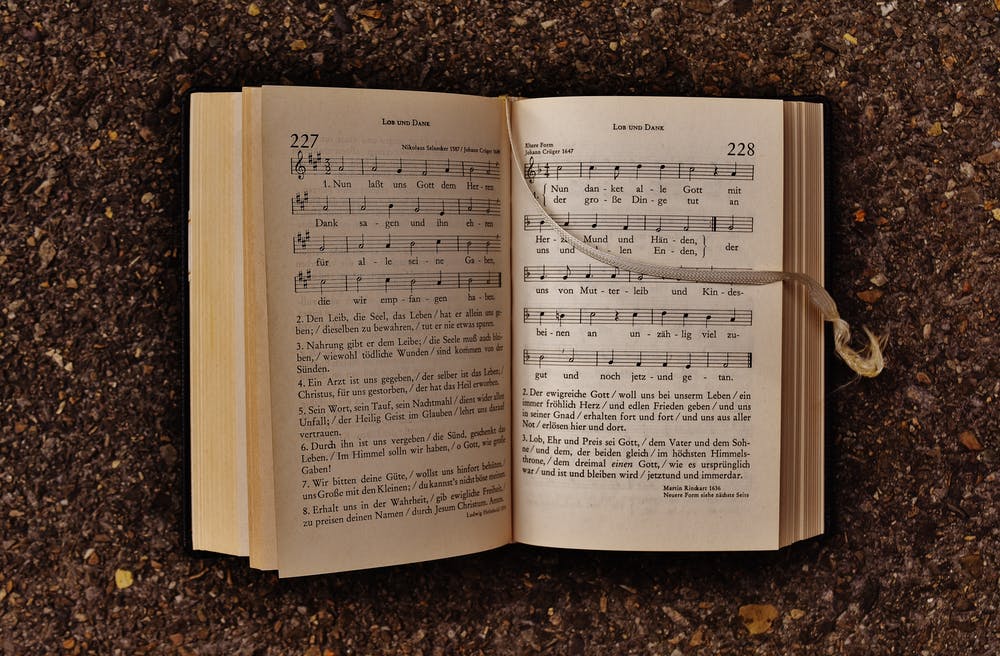 LOB UND DANK
227
Nikolaus Selnecker 1587 / Johann Crüger 1649
1. Nun laßt uns Gott dem Her-ren
Dank sa-gen und ihn eh-ren
für al-le sei-ne Ga-ben,
die wir emp-fan-gen ha-ben.
2. Den Leib, die Seel, das Leben / hat er allein uns ge-
ben; / dieselben zu bewahren, / tut er nie etwas sparen.
3. Nahrung gibt er dem Leibe; / die Seele muß auch blei-
ben, / wiewohl tödliche Wunden / sind kommen von der
Sünden.
4. Ein Arzt ist uns gegeben, / der selber ist das Leben; /
Christus, für uns gestorben, / der hat das Heil erworben.
5. Sein Wort, sein Tauf, sein Nachtmahl / dient wider allen
Unfall; / der Heilig Geist im Glauben / lehrt uns darauf
vertrauen.
6. Durch ihn ist uns vergeben / die Sünd, geschenkt das
Leben. / Im Himmel solln wir haben, / o Gott, wie große
Gaben!
7. Wir bitten deine Güte, / wollst uns hinfort behüten, /
uns Große mit den Kleinen; / du kannst's nicht böse meinen.
8. Erhalt uns in der Wahrheit, / gib ewigliche Freiheit, /
zu preisen deinen Namen / durch Jesum Christum. Amen.
Ludwig
LOB UND DANK
Ältere Form
Johann Crüger 1647
228
Nun dan-ket al-le Gott mit
der gro-ße Din-ge tut an
Her-zen, Mund und Hän-den, der
uns und al-len En-den,
uns von Mut-ter-leib und Kin-des-
bei-nen an un-zäh-lig viel zu-
gut und noch jetz-und ge-tan.
2. Der ewigreiche Gott / woll uns bei unserm Leben / ein
immer fröhlich Herz / und edlen Frieden geben / und uns
in seiner Gnad / erhalten fort und fort / und uns aus aller
Not / erlösen hier und dort.
3. Lob, Ehr und Preis sei Gott, / dem Vater und dem Soh-
ne / und dem, der beiden gleich / im höchsten Himmels-
throne, / dem dreimal einen Gott, / wie es ursprünglich
war / und ist und bleiben wird / jetztund und immerdar.
Martin Rinckart 1636
Neuere Form siehe nächste Seite